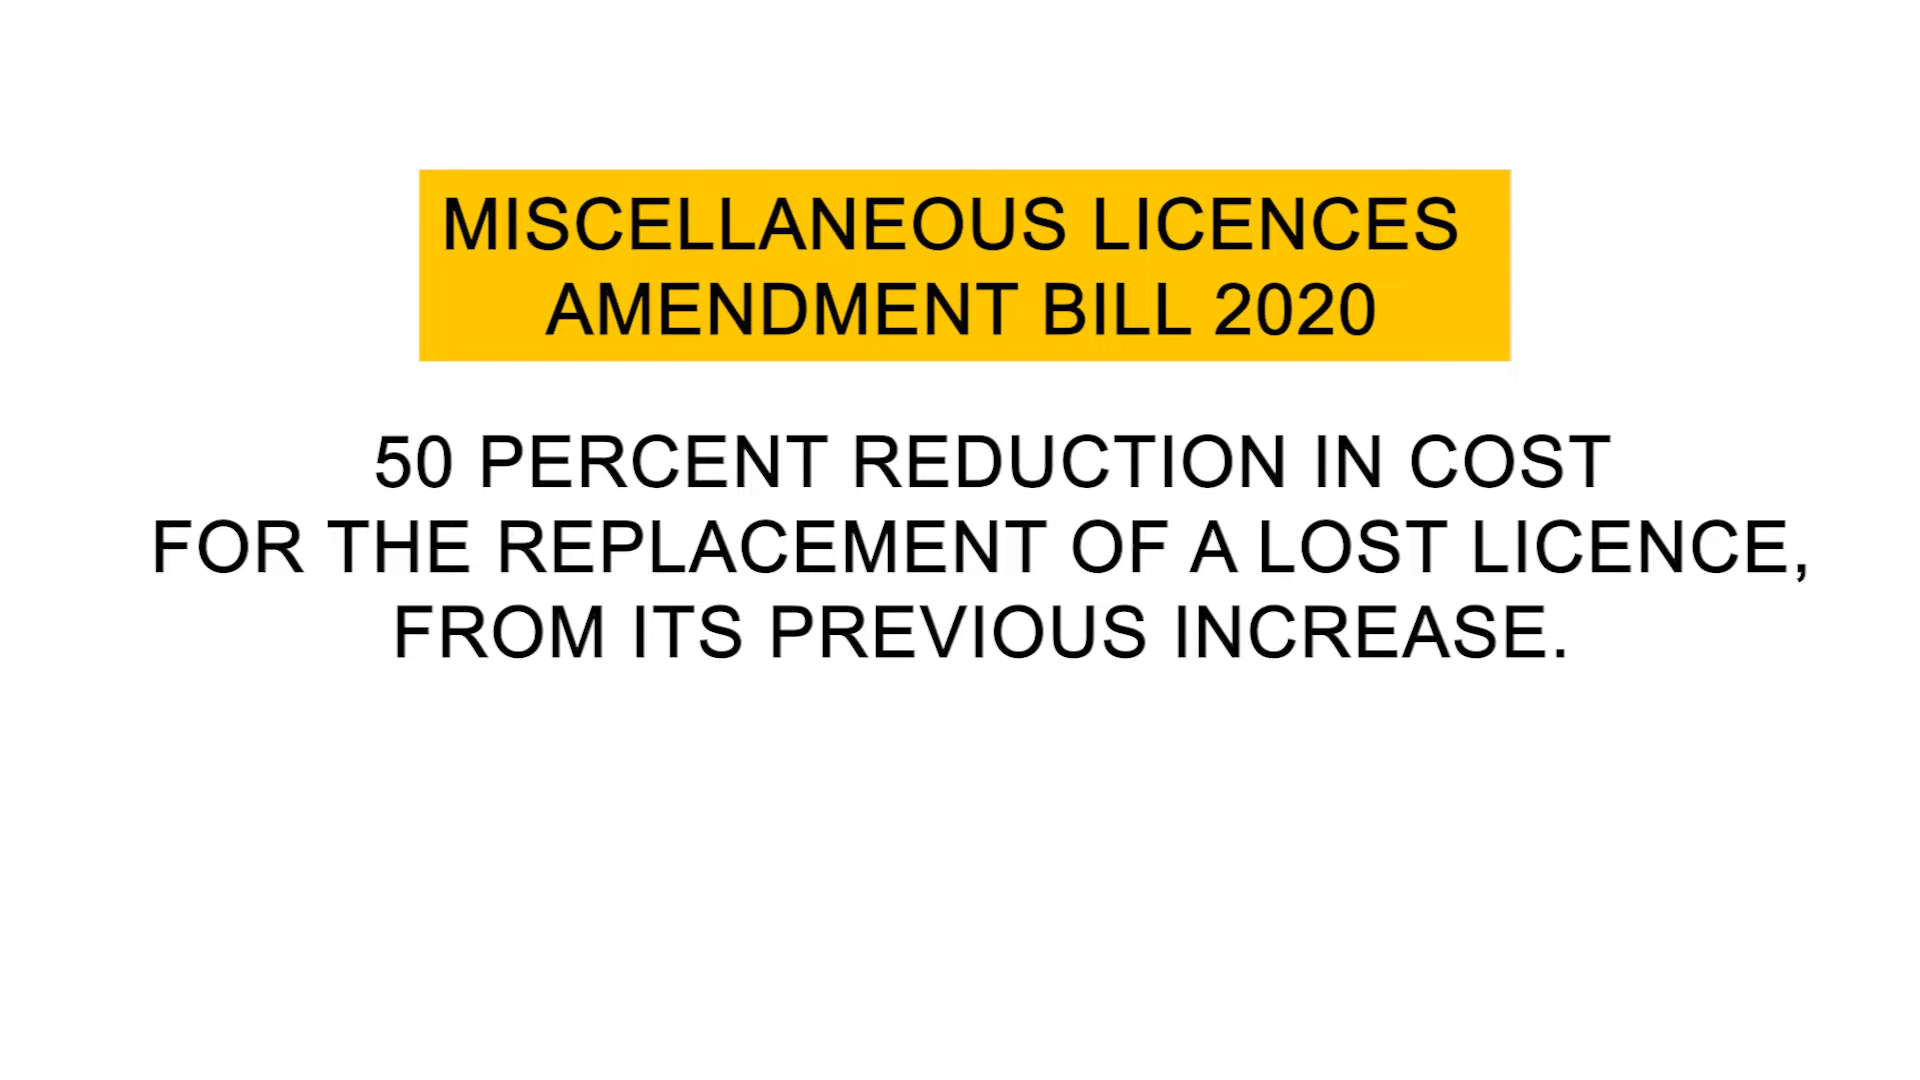 MISCELLANEOUS LICENCES
AMENDMENT BILL 2020
50 PERCENT REDUCTION IN COST
FOR THE REPLACEMENT OF A LOST LICENCE,
FROM ITS PREVIOUS INCREASE.